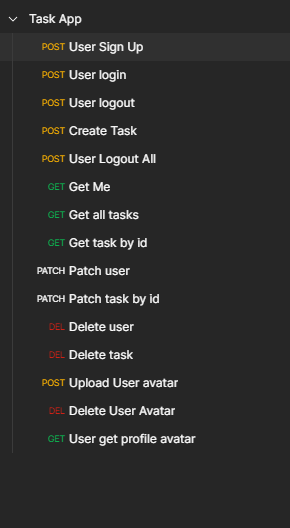 Task App
POST User Sign Up
POST User login
POST User logout
POST Create Task
POST User Logout All
GET Get Me
GET Get all tasks
GET Get task by id
PATCH Patch user
PATCH Patch task by id
DEL Delete user
DEL Delete task
POST Upload User avatar
DEL Delete User Avatar
GET User get profile avatar